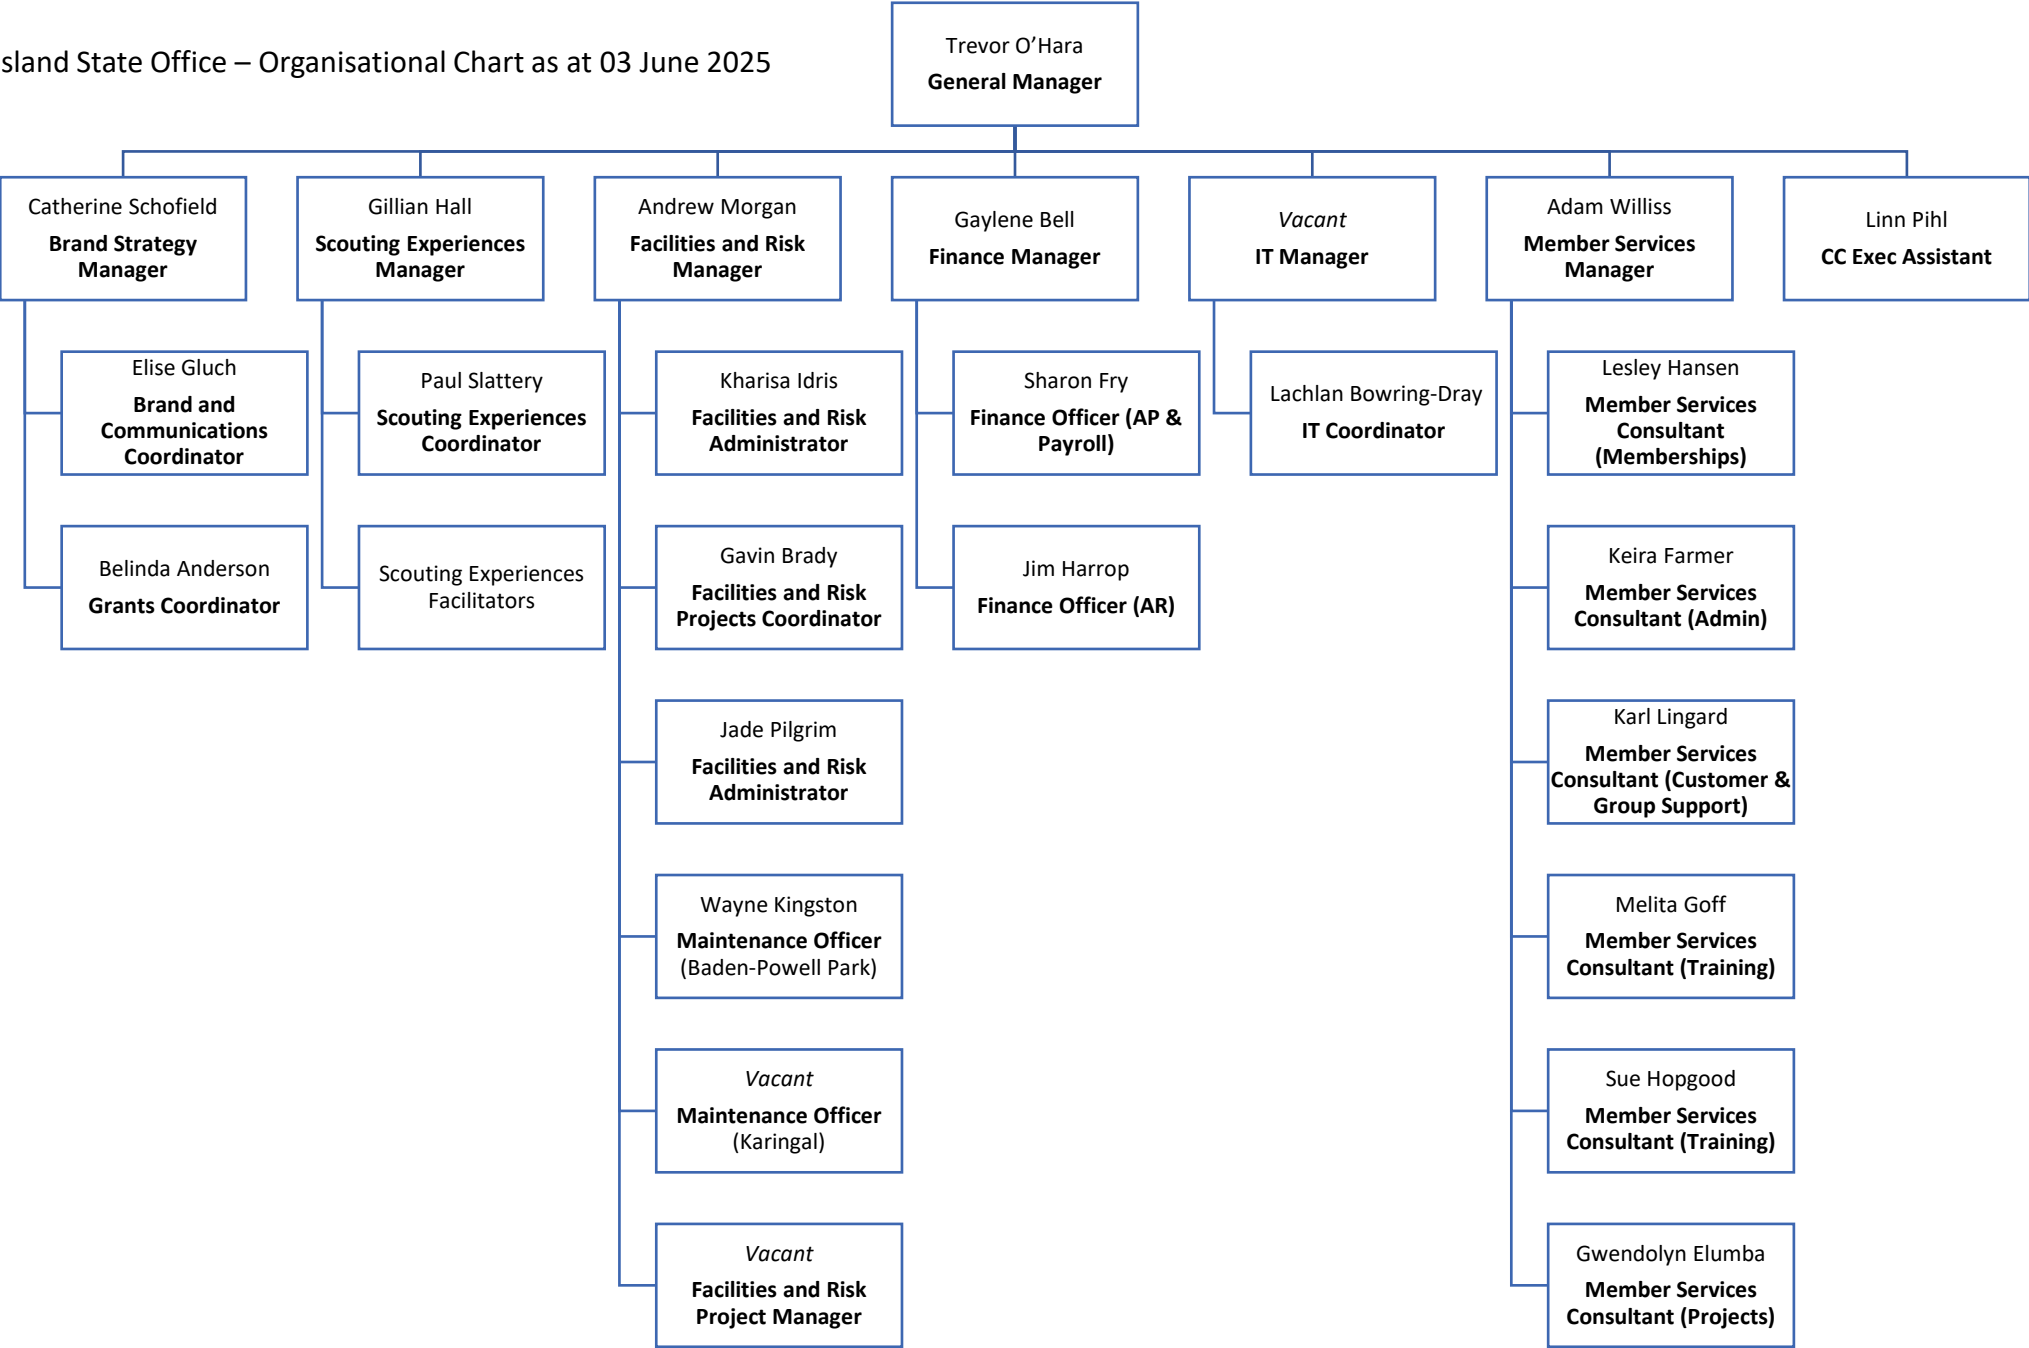 sland State Office – Organisational Chart as at 03 June 2025
Trevor O’Hara
General Manager
Catherine Schofield
Brand Strategy
Manager
Gillian Hall
Scouting Experiences
Manager
Andrew Morgan
Facilities and Risk
Manager
Gaylene Bell
Finance Manager
Vacant
IT Manager
Adam Williss
Member Services
Manager
Linn Pihl
CC Exec Assistant
Elise Gluch
Brand and
Communications
Coordinator
Belinda Anderson
Grants Coordinator
Paul Slattery
Scouting Experiences
Coordinator
Scouting Experiences
Facilitators
Kharisa Idris
Facilities and Risk
Administrator
Gavin Brady
Facilities and Risk
Projects Coordinator
Jade Pilgrim
Facilities and Risk
Administrator
Wayne Kingston
Maintenance Officer
(Baden-Powell Park)
Vacant
Maintenance Officer
(Karingal)
Vacant
Facilities and Risk
Project Manager
Sharon Fry
Finance Officer (AP &
Payroll)
Jim Harrop
Finance Officer (AR)
Lachlan Bowring-Dray
IT Coordinator
Lesley Hansen
Member Services
Consultant
(Memberships)
Keira Farmer
Member Services
Consultant (Admin)
Karl Lingard
Member Services
Consultant (Customer &
Group Support)
Melita Goff
Member Services
Consultant (Training)
Sue Hopgood
Member Services
Consultant (Training)
Gwendolyn Elumba
Member Services
Consultant (Projects)